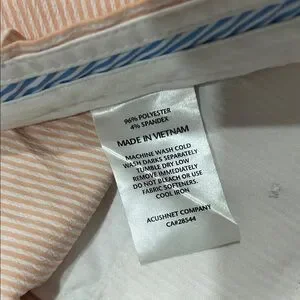 96% POLYESTER
4% SPANDEX
MADE IN VIETNAM
MACHINE WASH COLD
WASH DARKS SEPARATELY
TUMBLE DRY LOW
REMOVE IMMEDIATELY
DO NOT BLEACH OR USE
FABRIC SOFTENERS.
COOL IRON
ACUSHNET COMPANY
CA#28544